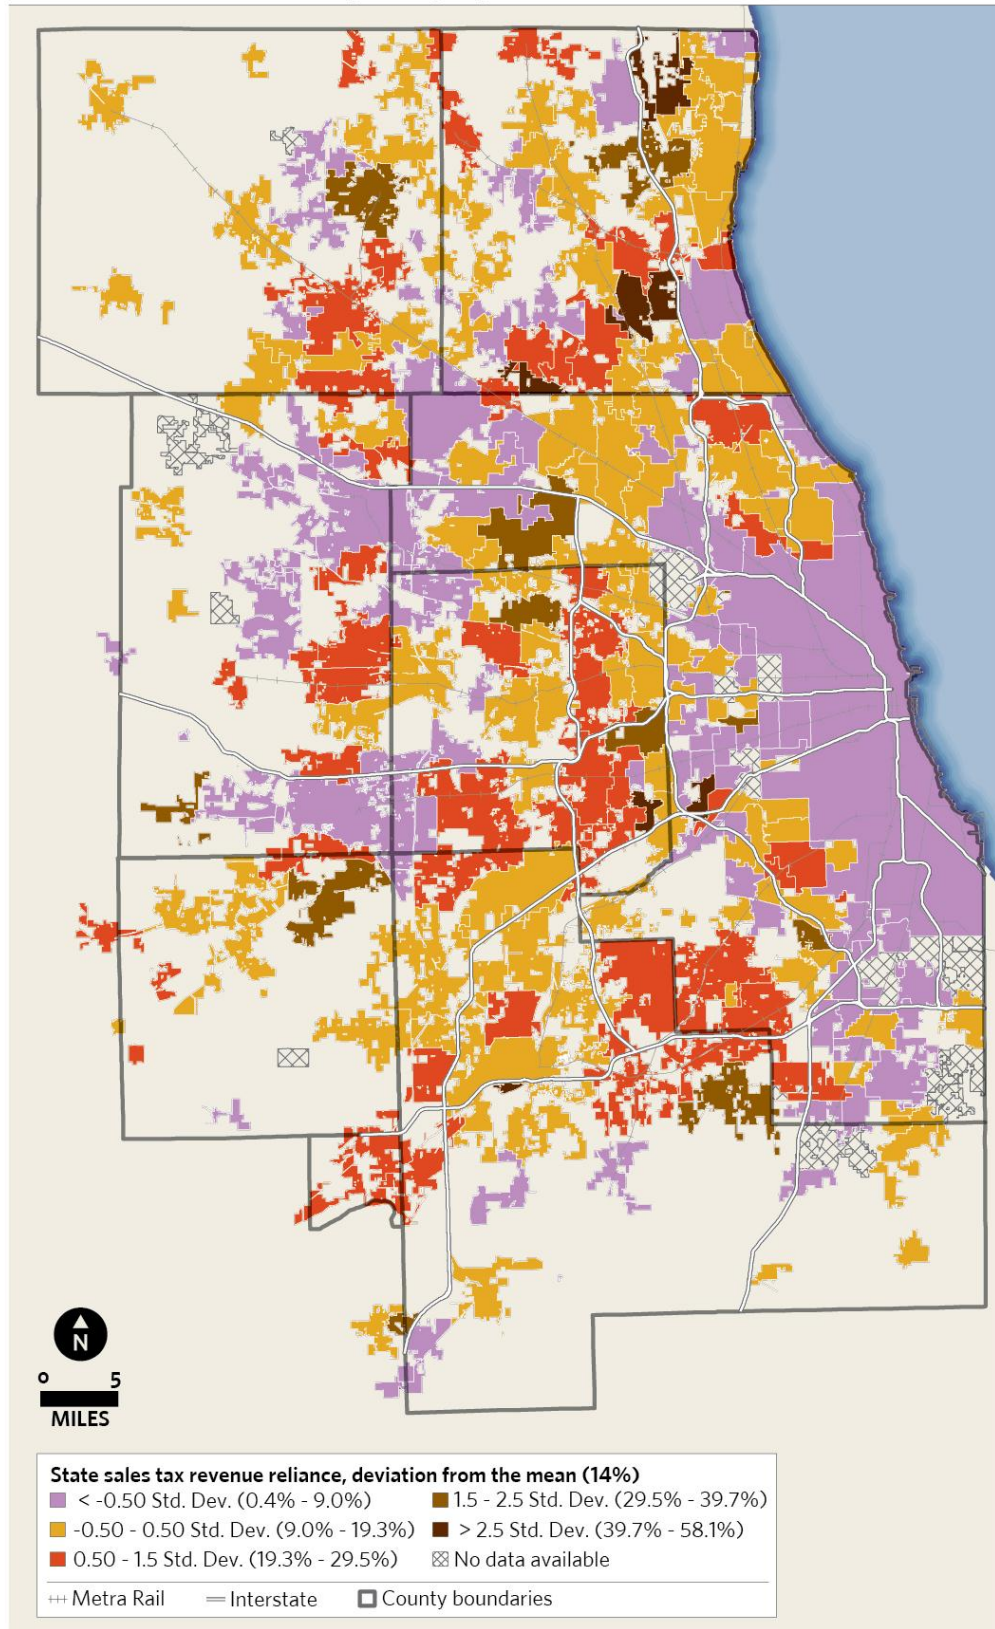 N
0 5
MILES
State sales tax revenue reliance, deviation from the mean (14%)
< -0.50 Std. Dev. (0.4% - 9.0%)
-0.50 - 0.50 Std. Dev. (9.0% - 19.3%)
0.50 - 1.5 Std. Dev. (19.3% - 29.5%)
1.5 - 2.5 Std. Dev. (29.5% - 39.7%)
> 2.5 Std. Dev. (39.7% - 58.1%)
No data available
Metra Rail
Interstate
County boundaries